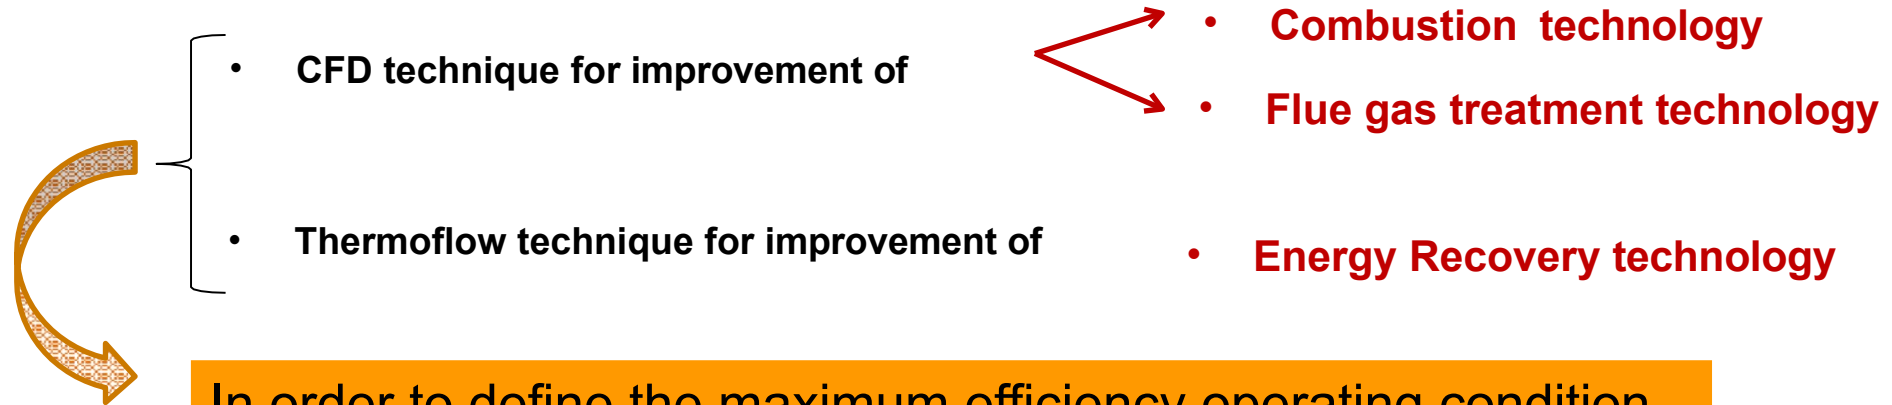 • CFD technique for improvement of
• Combustion technology
• Flue gas treatment technology
• Thermoflow technique for improvement of
• Energy Recovery technology
In order to define the maximum efficiency operating condition